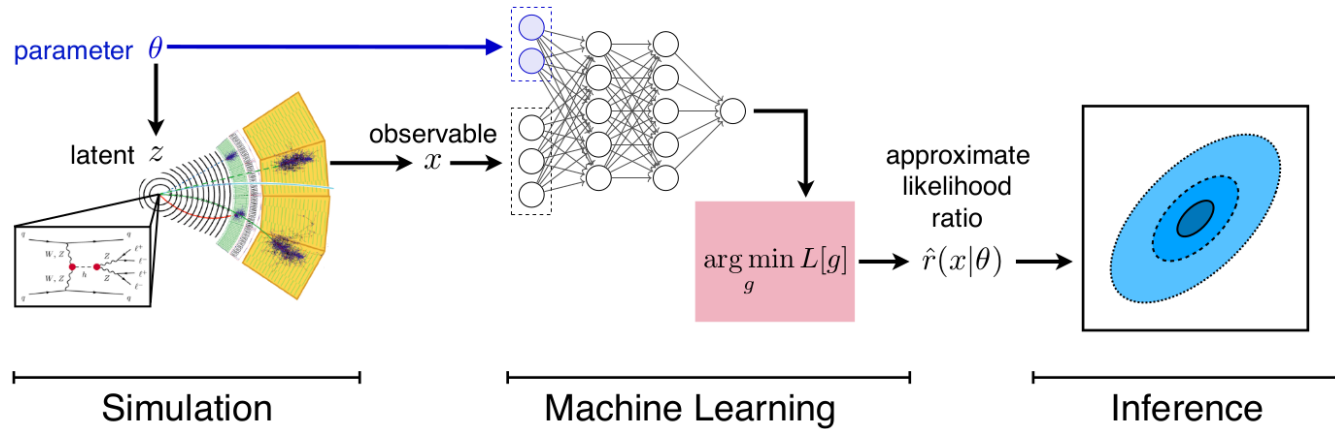 parameter θ
latent z
observable
x
approximate
likelihood
ratio
arg min L[g]
g
r̂(x|θ)
q
q
W, Z
Z
ℓ+
ℓ−
h
W, Z
Z
ℓ+
ℓ−
q
q
Simulation
Machine Learning
Inference